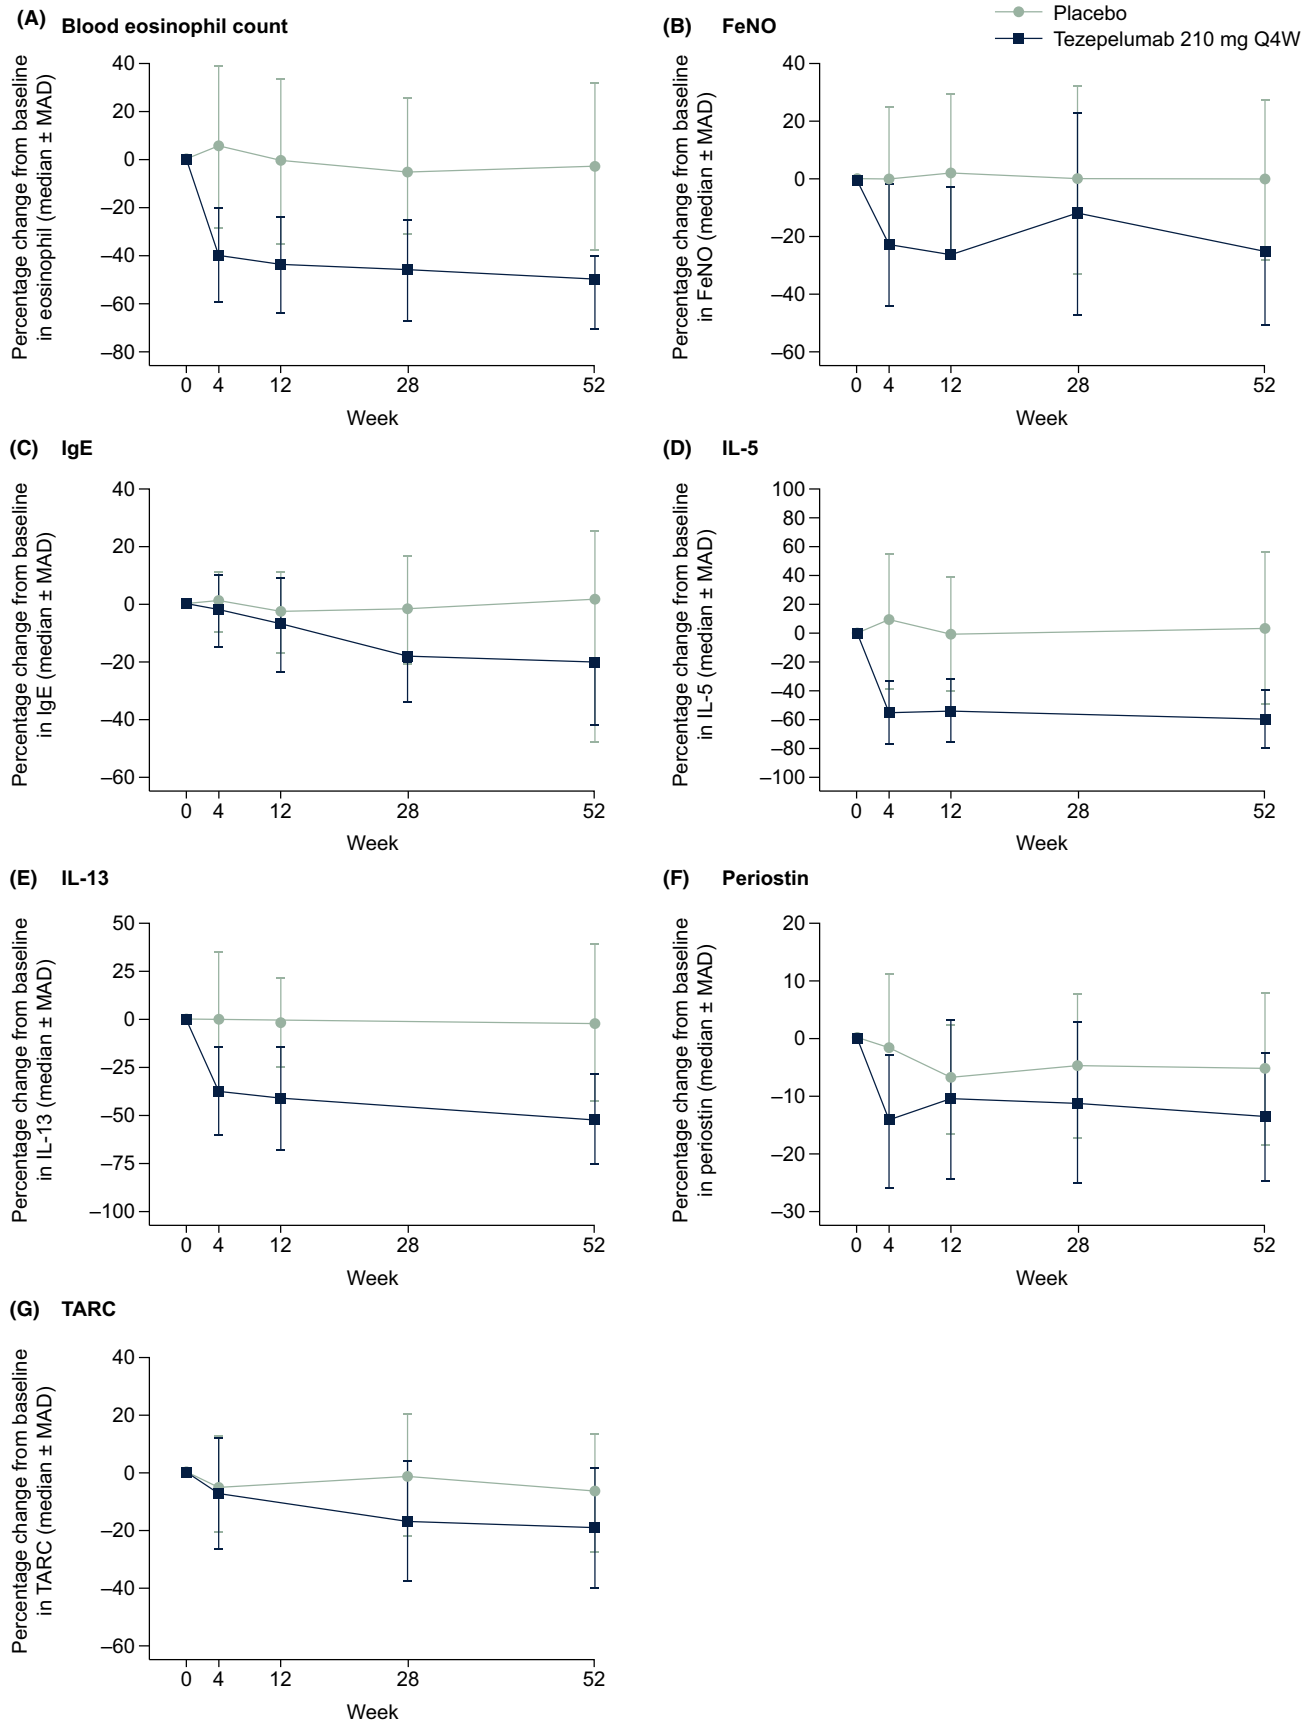 (A) Blood eosinophil count
Percentage change from baseline
in eosinophil (median ± MAD)
40
20
0
–20
–40
–60
–80
0 4 12 28 52
Week
(B) FeNO
Placebo
Tezepelumab 210 mg Q4W
Percentage change from baseline
in FeNO (median ± MAD)
40
20
0
–20
–40
–60
0 4 12 28 52
Week
(C) IgE
Percentage change from baseline
in IgE (median ± MAD)
40
20
0
–20
–40
–60
0 4 12 28 52
Week
(D) IL-5
Percentage change from baseline
in IL-5 (median ± MAD)
100
80
60
40
20
0
–20
–40
–60
–80
–100
0 4 12 28 52
Week
(E) IL-13
Percentage change from baseline
in IL-13 (median ± MAD)
50
25
0
–25
–50
–75
–100
0 4 12 28 52
Week
(F) Periostin
Percentage change from baseline
in periostin (median ± MAD)
20
10
0
–10
–20
–30
0 4 12 28 52
Week
(G) TARC
Percentage change from baseline
in TARC (median ± MAD)
40
20
0
–20
–40
–60
0 4 12 28 52
Week